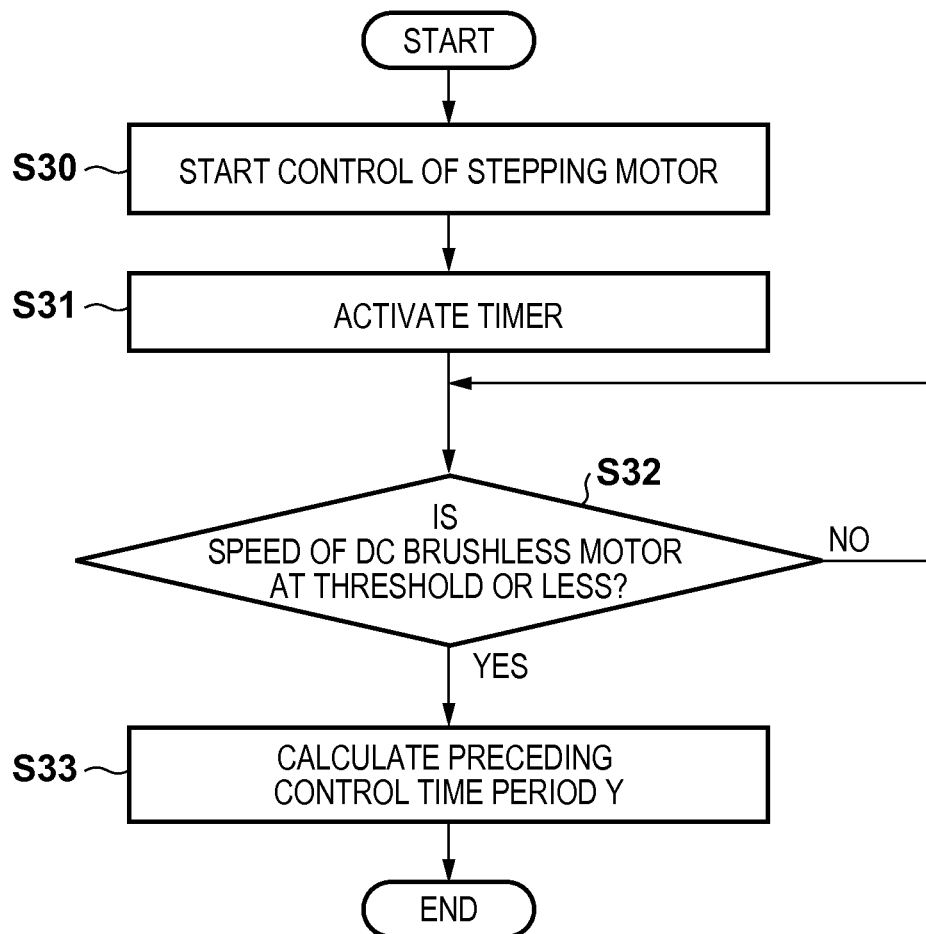 START
S30
START CONTROL OF STEPPING MOTOR
S31
ACTIVATE TIMER
S32
IS
SPEED OF DC BRUSHLESS MOTOR
AT THRESHOLD OR LESS?
NO
YES
S33
CALCULATE PRECEDING
CONTROL TIME PERIOD Y
END